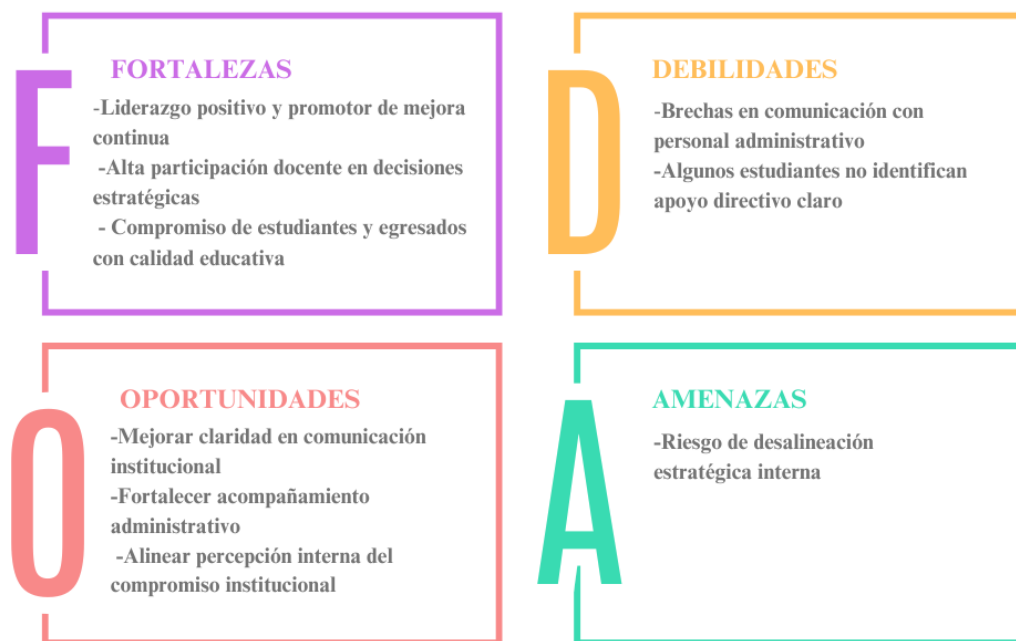 F
FORTALEZAS
-Liderazgo positivo y promotor de mejora
continua
-Alta participación docente en decisiones
estratégicas
- Compromiso de estudiantes y egresados
con calidad educativa
D
DEBILIDADES
-Brechas en comunicación con
personal administrativo
-Algunos estudiantes no identifican
apoyo directivo claro
O
OPORTUNIDADES
-Mejorar claridad en comunicación
institucional
-Fortalecer acompañamiento
administrativo
-Alinear percepción interna del
compromiso institucional
A
AMENAZAS
-Riesgo de desalineación
estratégica interna